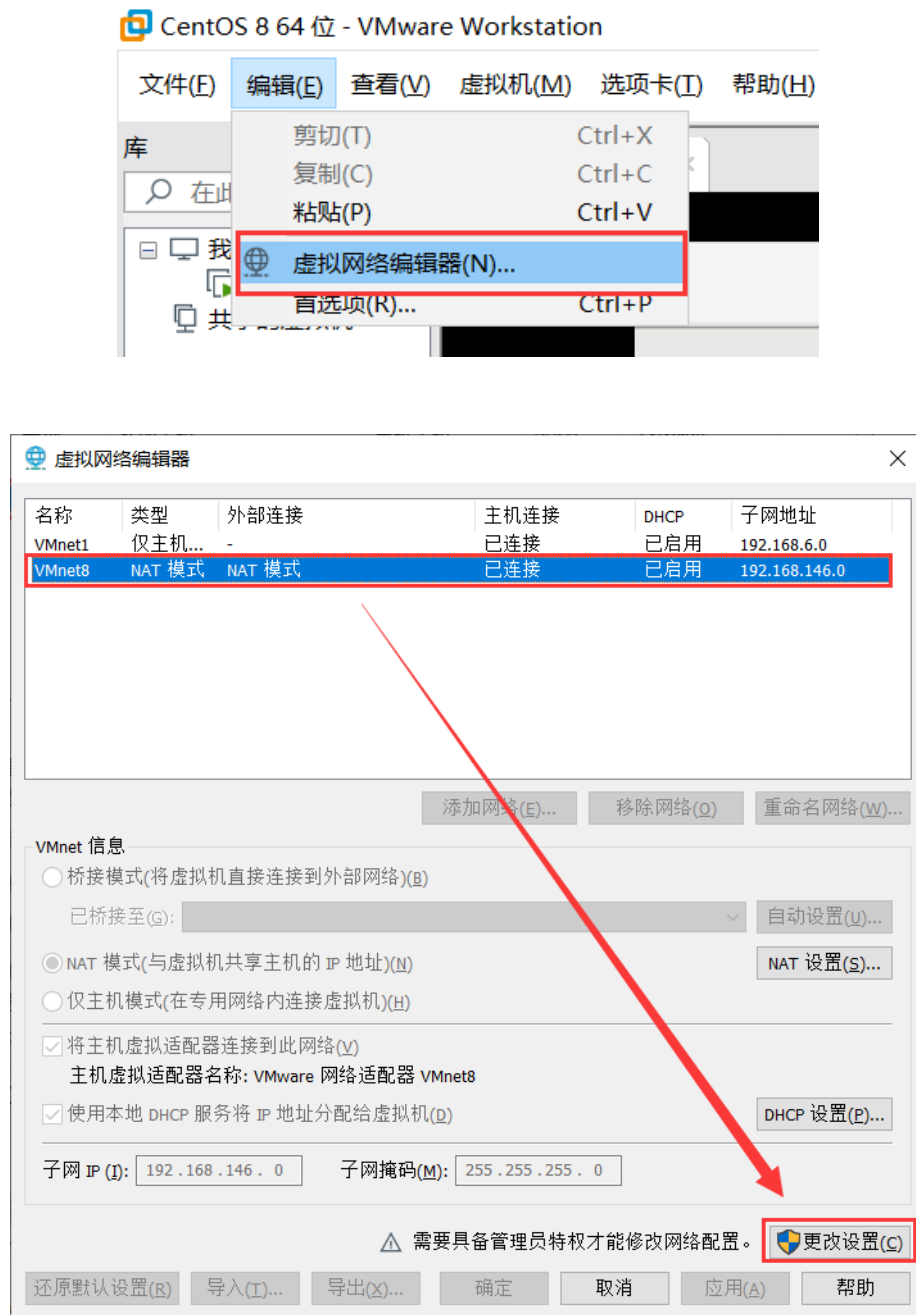 CentOS 8 64 位 - VMware Workstation
文件(F) 编辑(E) 查看(V) 虚拟机(M) 选项卡(T) 帮助(H)
库
剪切(T) Ctrl+X
复制(C) Ctrl+C
在此
粘贴(P) Ctrl+V
我
虚拟网络编辑器(N)...
首选项(R)... Ctrl+P
共享的虚拟机
虚拟网络编辑器
名称 类型 外部连接 主机连接 DHCP 子网地址
VMnet1 仅主机... - 已连接 已启用 192.168.6.0
VMnet8 NAT 模式 NAT 模式 已连接 已启用 192.168.146.0
添加网络(E)... 移除网络(O) 重命名网络(W)...
VMnet 信息
桥接模式(将虚拟机直接连接到外部网络)(B)
已桥接至(G): 自动设置(U)...
NAT 模式(与虚拟机共享主机的 IP 地址)(N) NAT 设置(S)...
仅主机模式(在专用网络内连接虚拟机)(H)
将主机虚拟适配器连接到此网络(V)
主机虚拟适配器名称: VMware 网络适配器 VMnet8
使用本地 DHCP 服务将 IP 地址分配给虚拟机(D) DHCP 设置(P)...
子网 IP (I): 192 . 168 . 146 . 0 子网掩码(M): 255 . 255 . 255 . 0
需要具备管理员特权才能修改网络配置。 更改设置(C)
还原默认设置(R) 导入(T)... 导出(X)... 确定 取消 应用(A) 帮助